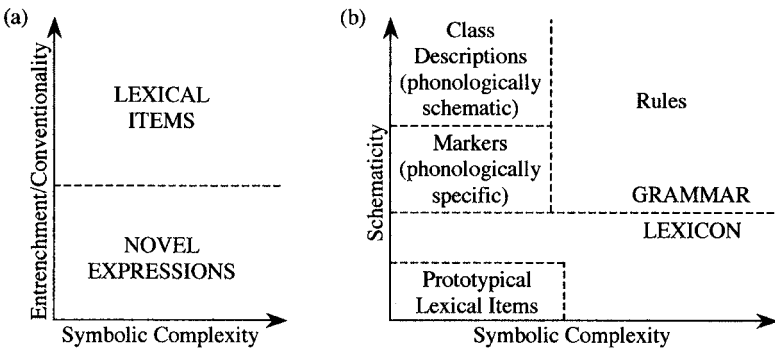 (a)
Entrenchment/Conventionality
LEXICAL
ITEMS
NOVEL
EXPRESSIONS
Symbolic Complexity
(b)
Schematicity
Class
Descriptions
(phonologically
schematic)
Rules
Markers
(phonologically
specific)
GRAMMAR
LEXICON
Prototypical
Lexical Items
Symbolic Complexity